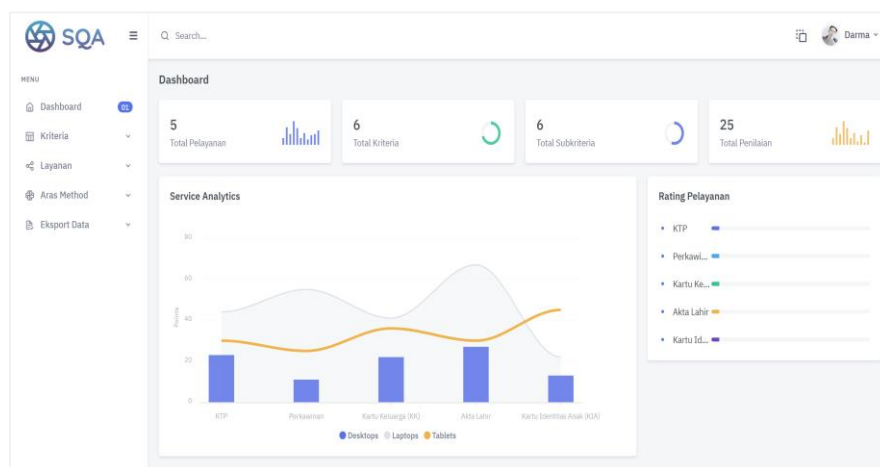 SQA
Search...
Darma
MENU
Dashboard
01
Kriteria
Layanan
Aras Method
Eksport Data
Dashboard
5
Total Pelayanan
6
Total Kriteria
6
Total Subkriteria
25
Total Penilaian
Service Analytics
80
60
40
20
0
KTP
Perkawinan
Kartu Keluarga (KK)
Akta Lahir
Kartu Identitas Anak (KIA)
Desktops Laptops Tablets
Rating Pelayanan
KTP
Perkawi...
Kartu Ke...
Akta Lahir
Kartu Id...